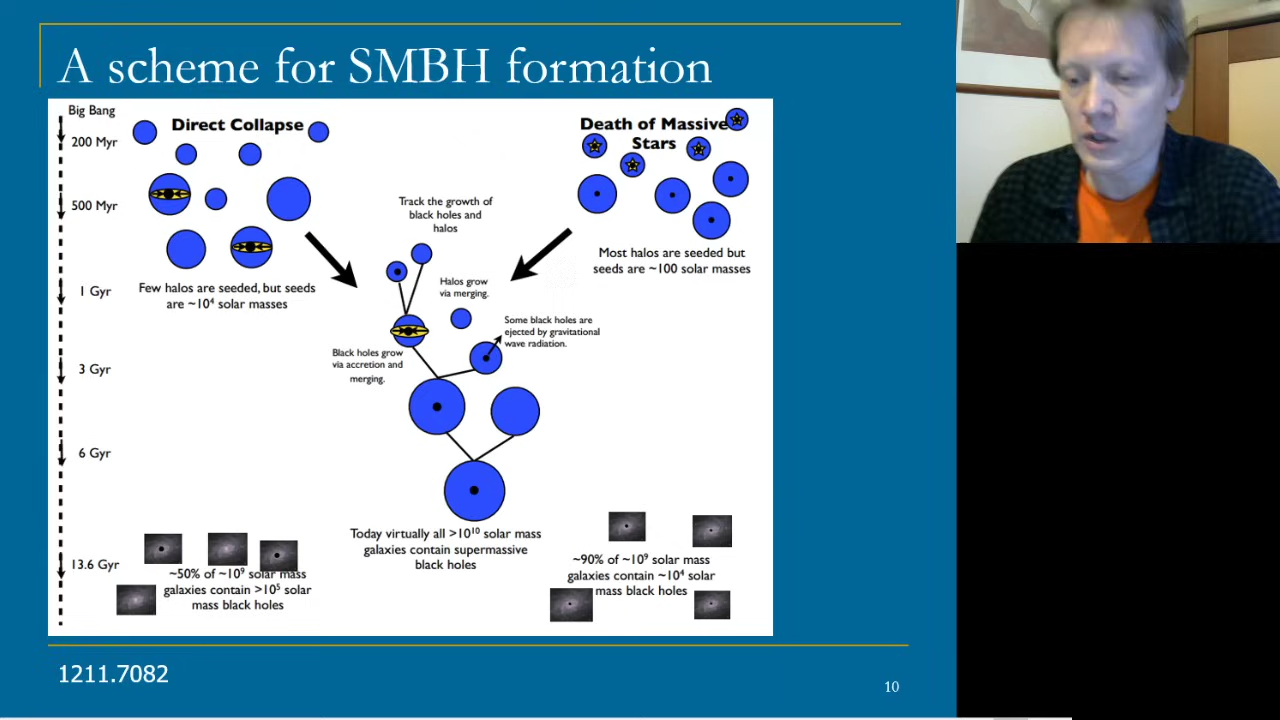 A scheme for SMBH formation
Big Bang
200 Myr
500 Myr
1 Gyr
3 Gyr
6 Gyr
13.6 Gyr
Direct Collapse
Few halos are seeded, but seeds
are ~10⁴ solar masses
Death of Massive
Stars
Most halos are seeded but
seeds are ~100 solar masses
Track the growth of
black holes and
halos
Halos grow
via merging.
Some black holes are
ejected by gravitational
wave radiation.
Black holes grow
via accretion and
merging.
~50% of ~10⁹ solar mass
galaxies contain >10⁵ solar
mass black holes
Today virtually all >10¹⁰ solar mass
galaxies contain supermassive
black holes
~90% of ~10⁹ solar mass
galaxies contain ~10⁴ solar
mass black holes
1211.7082
10